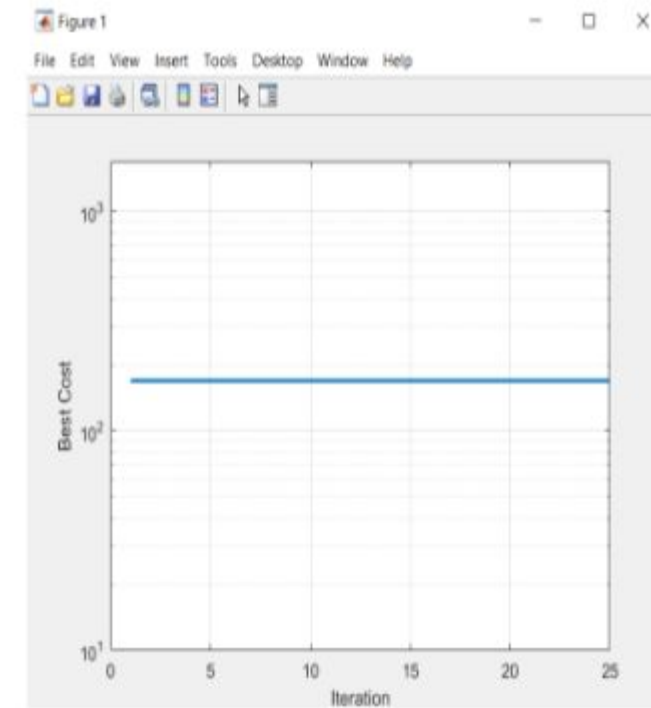 Figure 1
File Edit View Insert Tools Desktop Window Help
10³
Best Cost
10²
10¹
0 5 10 15 20 25
Iteration